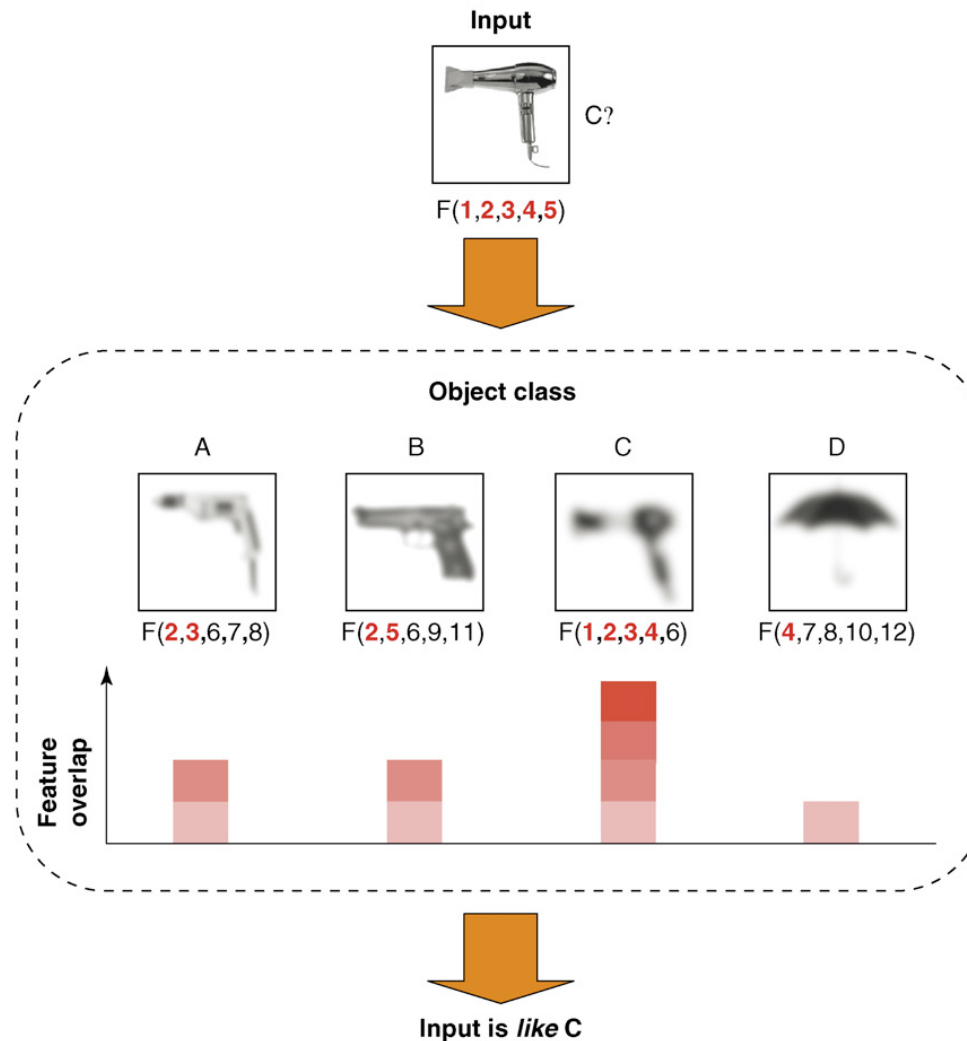 Input
C?
F(1,2,3,4,5)
Object class
A B C D
F(2,3,6,7,8) F(2,5,6,9,11) F(1,2,3,4,6) F(4,7,8,10,12)
Feature
overlap
Input is like C